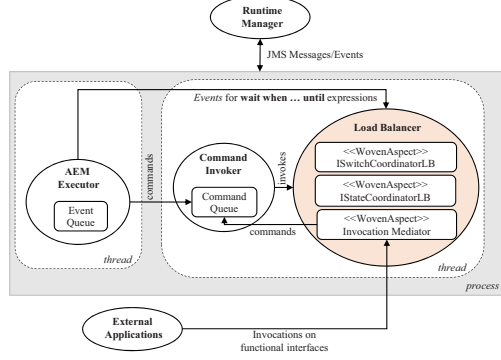 Runtime
Manager
JMS Messages/Events
Events for wait when ... until expressions
Load Balancer
<<WovenAspect>>
ISwitchCoordinatorLB
<<WovenAspect>>
IStateCoordinatorLB
<<WovenAspect>>
Invocation Mediator
AEM
Executor
Event
Queue
commands
Command
Invoker
Command
Queue
invokes
commands
thread
thread
process
External
Applications
Invocations on
functional interfaces